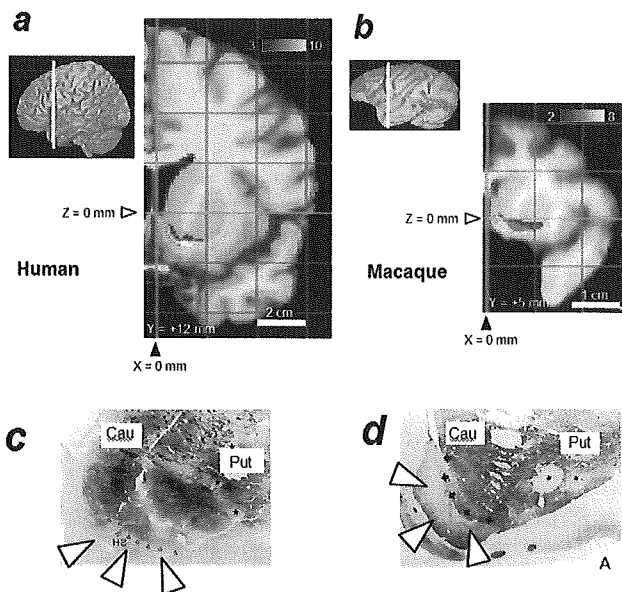 a
3 10
b
2 8
Z = 0 mm
Z = 0 mm
Human
Macaque
Y = +12 mm
2 cm
Y = +5 mm
1 cm
X = 0 mm
X = 0 mm
c
Cau
Put
d
Cau
Put
A